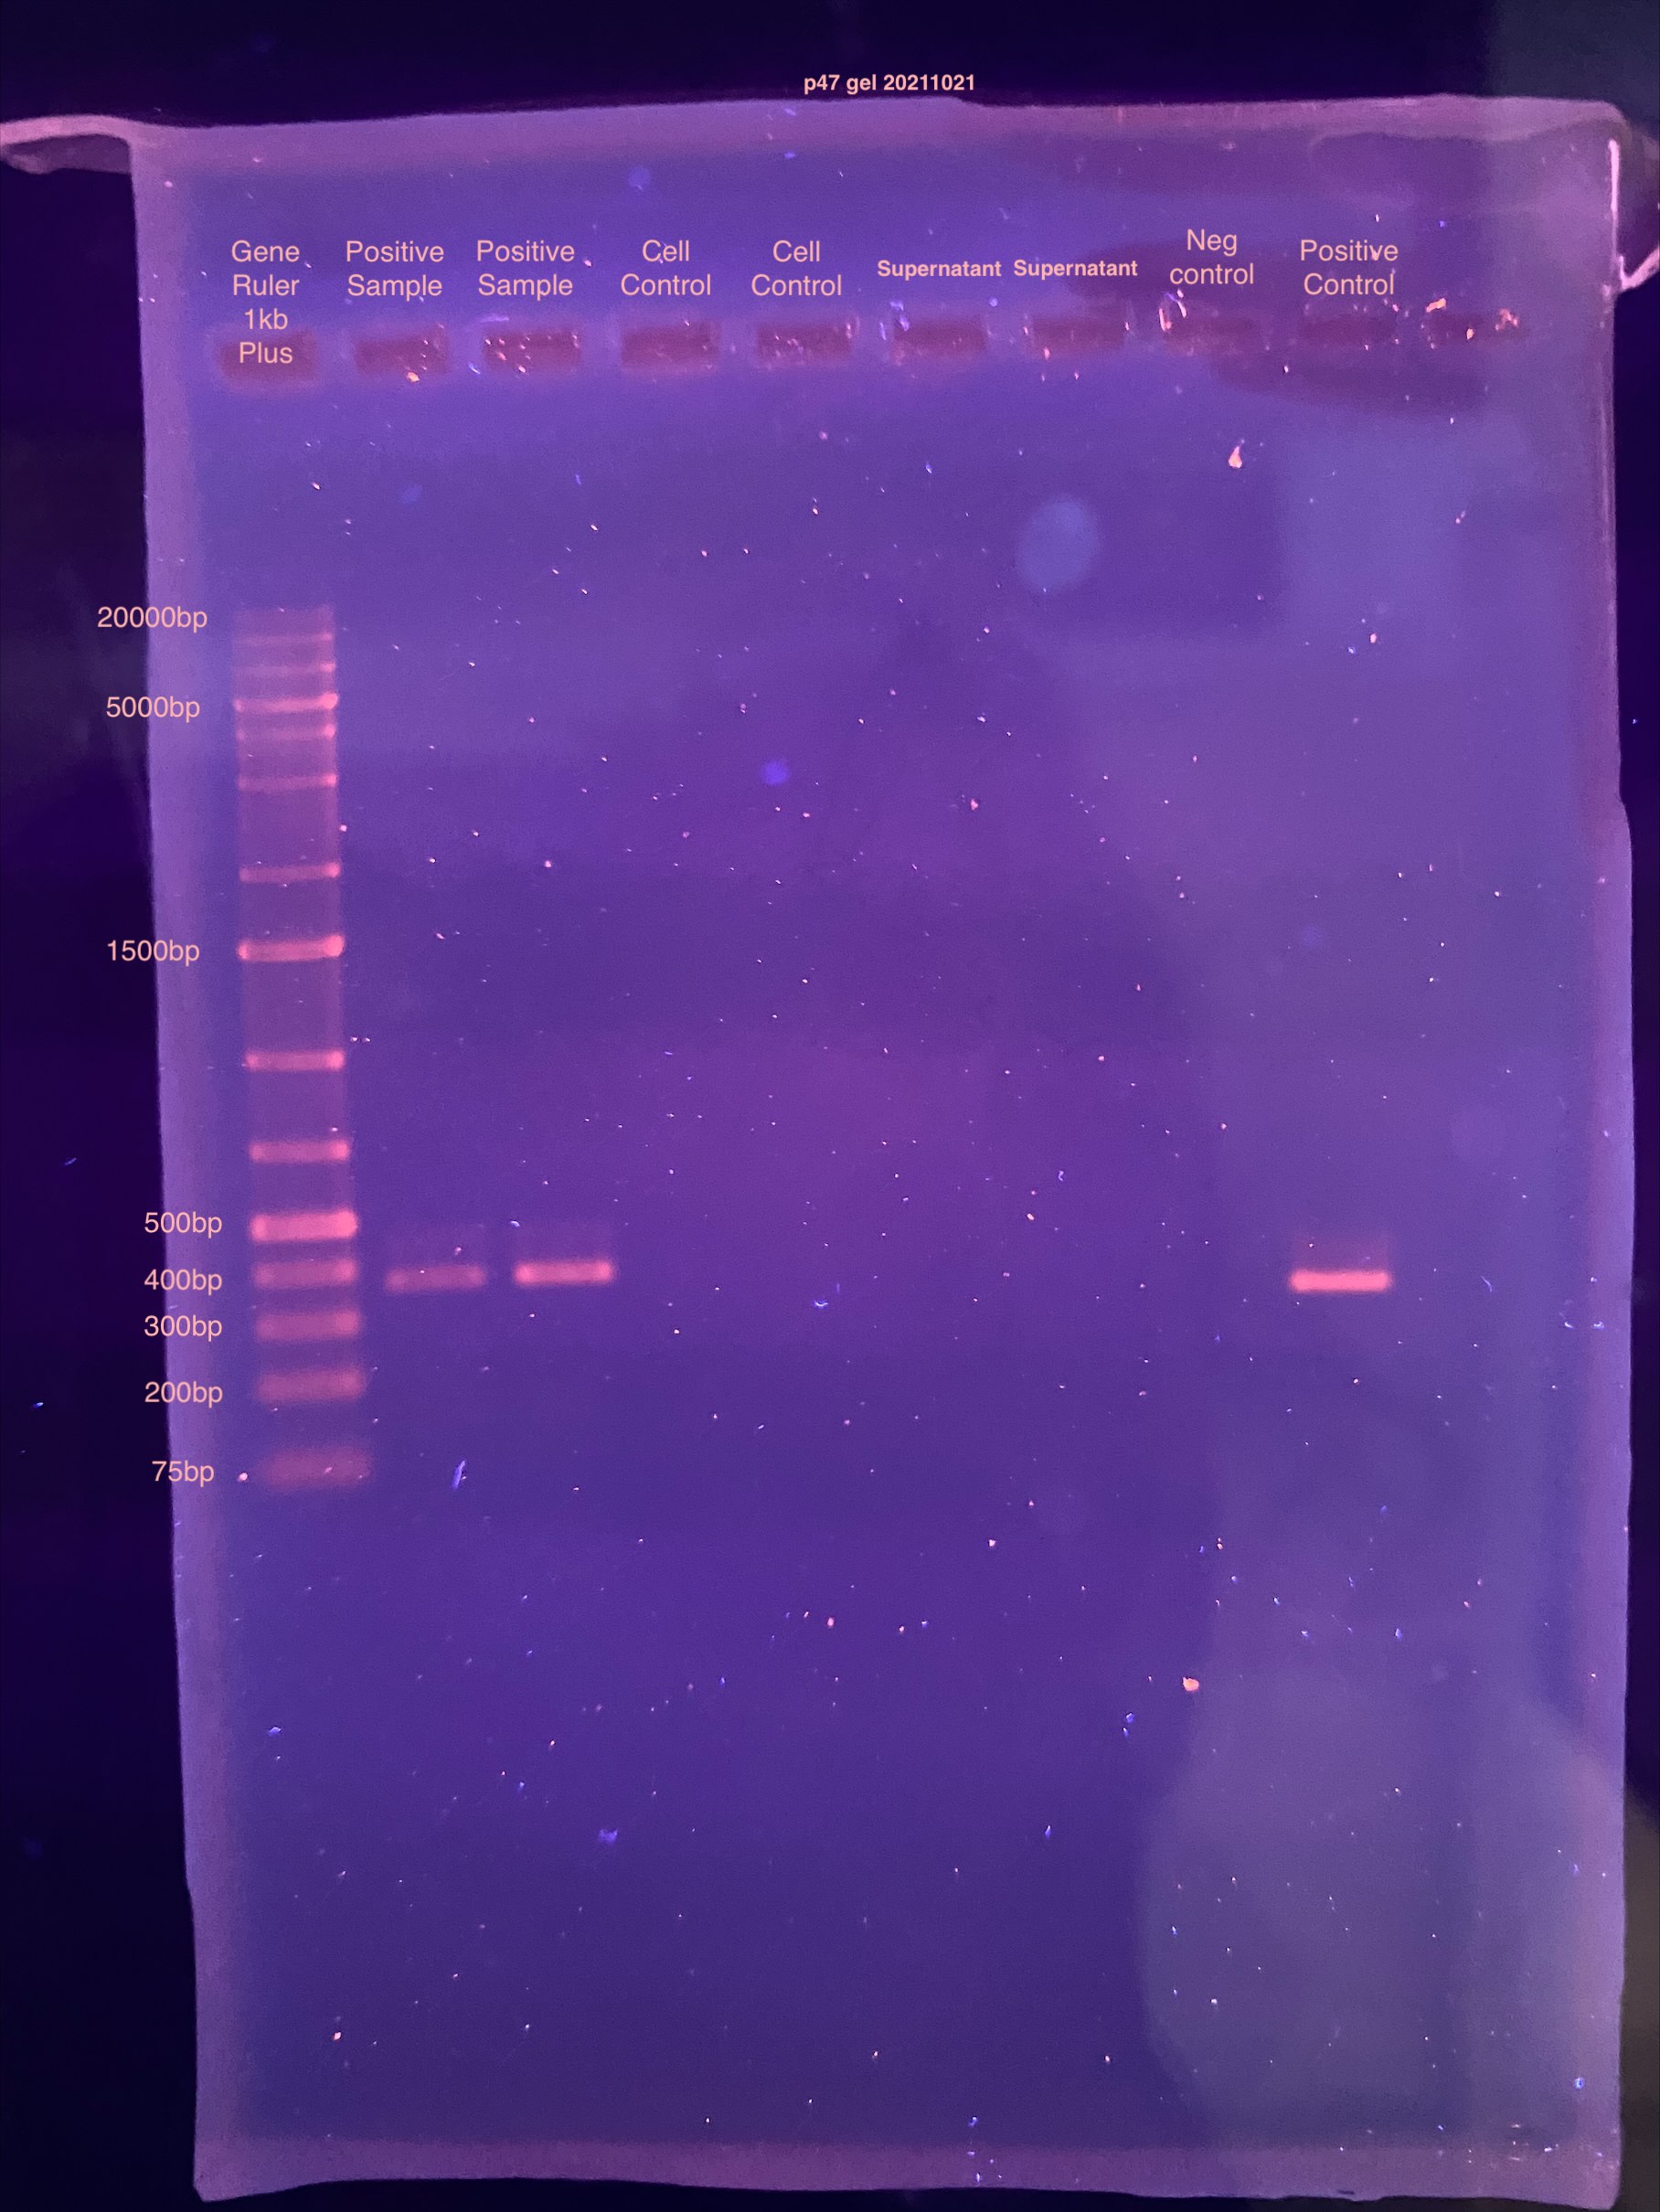 p47 gel 20211021
Gene
Ruler
1kb
Plus
Positive
Sample
Positive
Sample
Cell
Control
Cell
Control
Supernatant
Supernatant
Neg
control
Positive
Control
20000bp
5000bp
1500bp
500bp
400bp
300bp
200bp
75bp